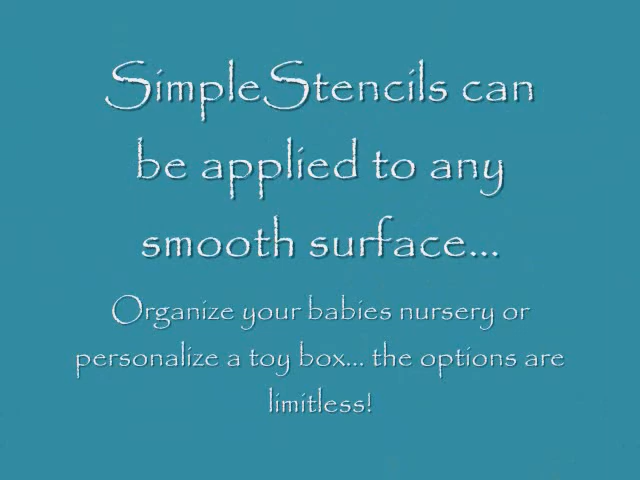 SimpleStencils can
be applied to any
smooth surface...
Organize your babies nursery or
personalize a toy box... the options are
limitless!